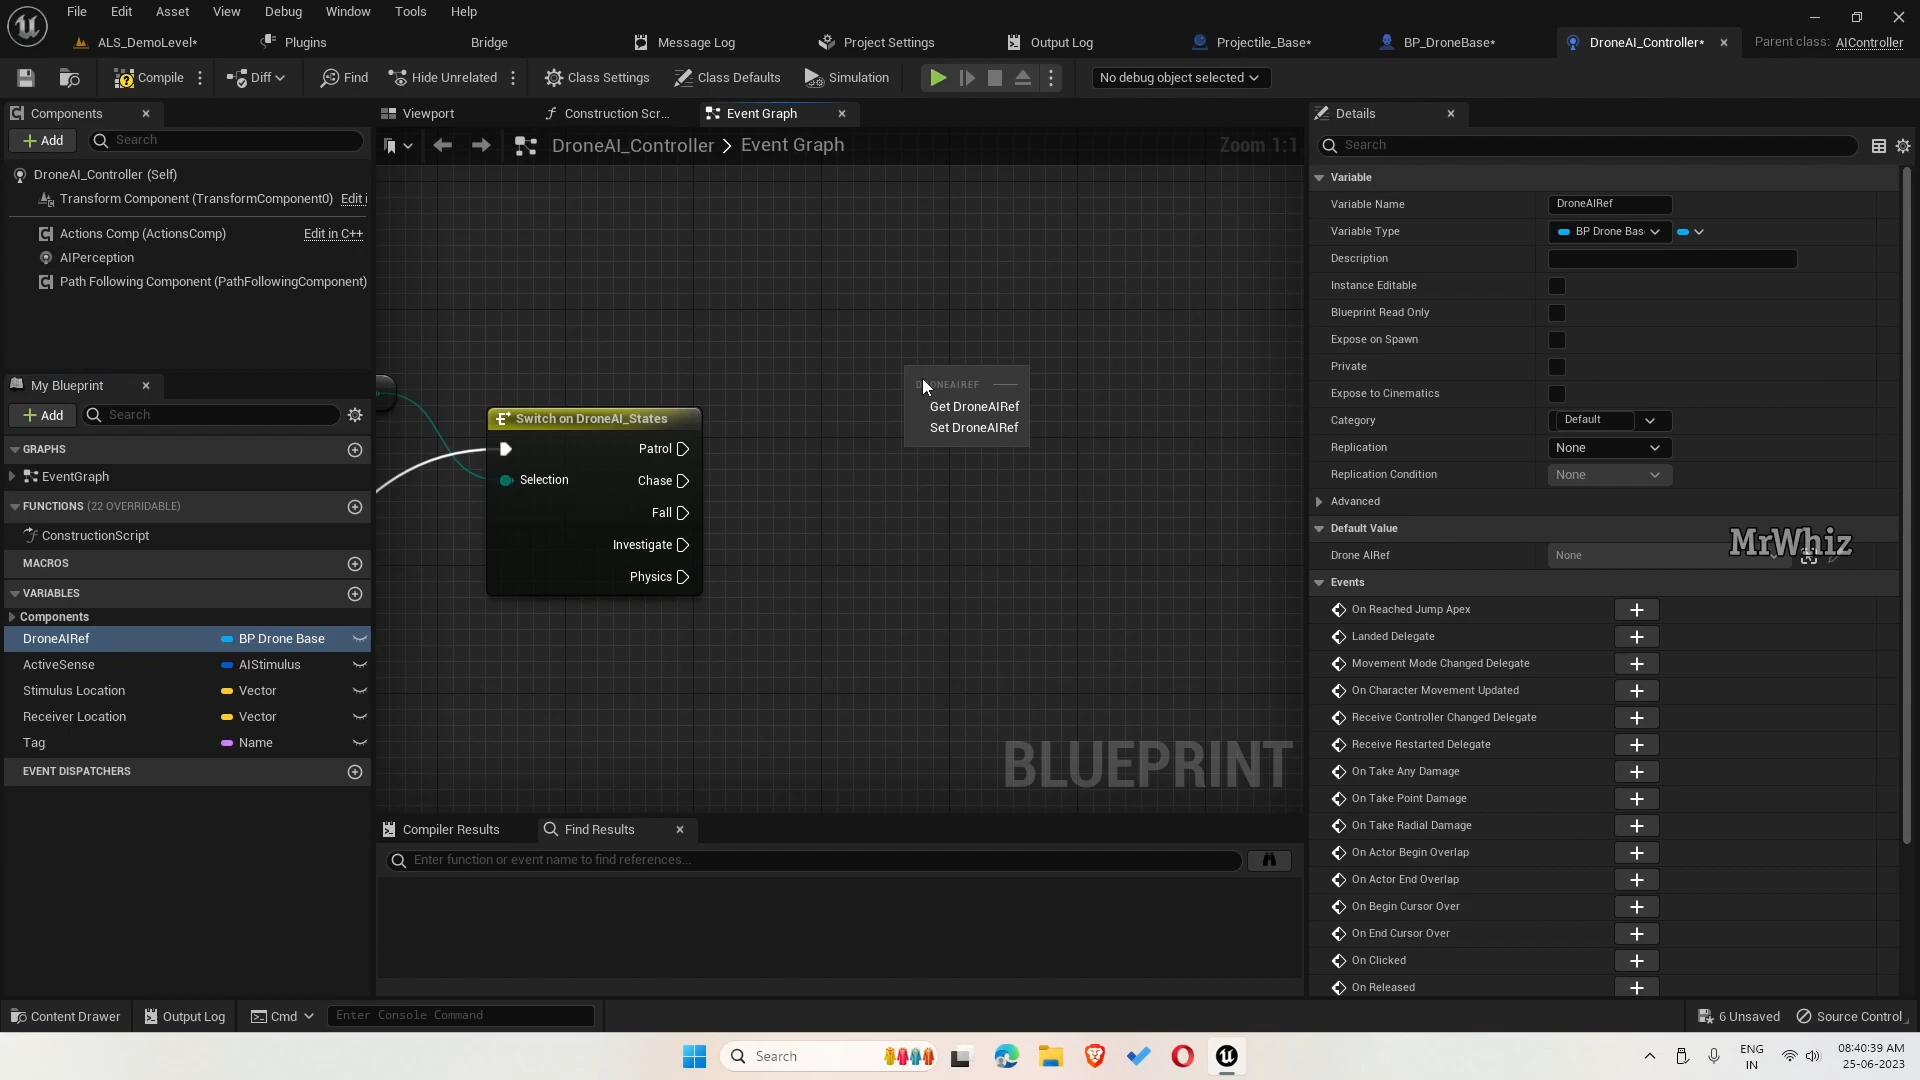 File Edit Asset View Debug Window Tools Help
ALS_DemoLevel* Plugins Bridge Message Log Project Settings Output Log Projectile_Base* BP_DroneBase* DroneAI_Controller* Parent class: AIController
Compile Diff Find Hide Unrelated Class Settings Class Defaults Simulation No debug object selected
Components
Add Search
DroneAI_Controller (Self)
Transform Component (TransformComponent0) Edit i
Actions Comp (ActionsComp) Edit in C++
AIPerception
Path Following Component (PathFollowingComponent)
My Blueprint
Add Search
GRAPHS
EventGraph
FUNCTIONS (22 OVERRIDABLE)
ConstructionScript
MACROS
VARIABLES
Components
DroneAIRef BP Drone Base
ActiveSense AIStimulus
Stimulus Location Vector
Receiver Location Vector
Tag Name
EVENT DISPATCHERS
Viewport Construction Scr... Event Graph
DroneAI_Controller > Event Graph Zoom 1:1
Switch on DroneAI_States
Patrol
Selection Chase
Fall
Investigate
Physics
DRONEAIREF
Get DroneAIRef
Set DroneAIRef
BLUEPRINT
Compiler Results Find Results
Enter function or event name to find references...
Details
Search
Variable
Variable Name DroneAIRef
Variable Type BP Drone Bas
Description
Instance Editable
Blueprint Read Only
Expose on Spawn
Private
Expose to Cinematics
Category Default
Replication None
Replication Condition None
Advanced
Default Value
Drone AIRef None
MrWhiz
Events
On Reached Jump Apex
Landed Delegate
Movement Mode Changed Delegate
On Character Movement Updated
Receive Controller Changed Delegate
Receive Restarted Delegate
On Take Any Damage
On Take Point Damage
On Take Radial Damage
On Actor Begin Overlap
On Actor End Overlap
On Begin Cursor Over
On End Cursor Over
On Clicked
On Released
Content Drawer Output Log Cmd Enter Console Command 6 Unsaved Source Control
Search ENG IN 08:40:39 AM 25-06-2023